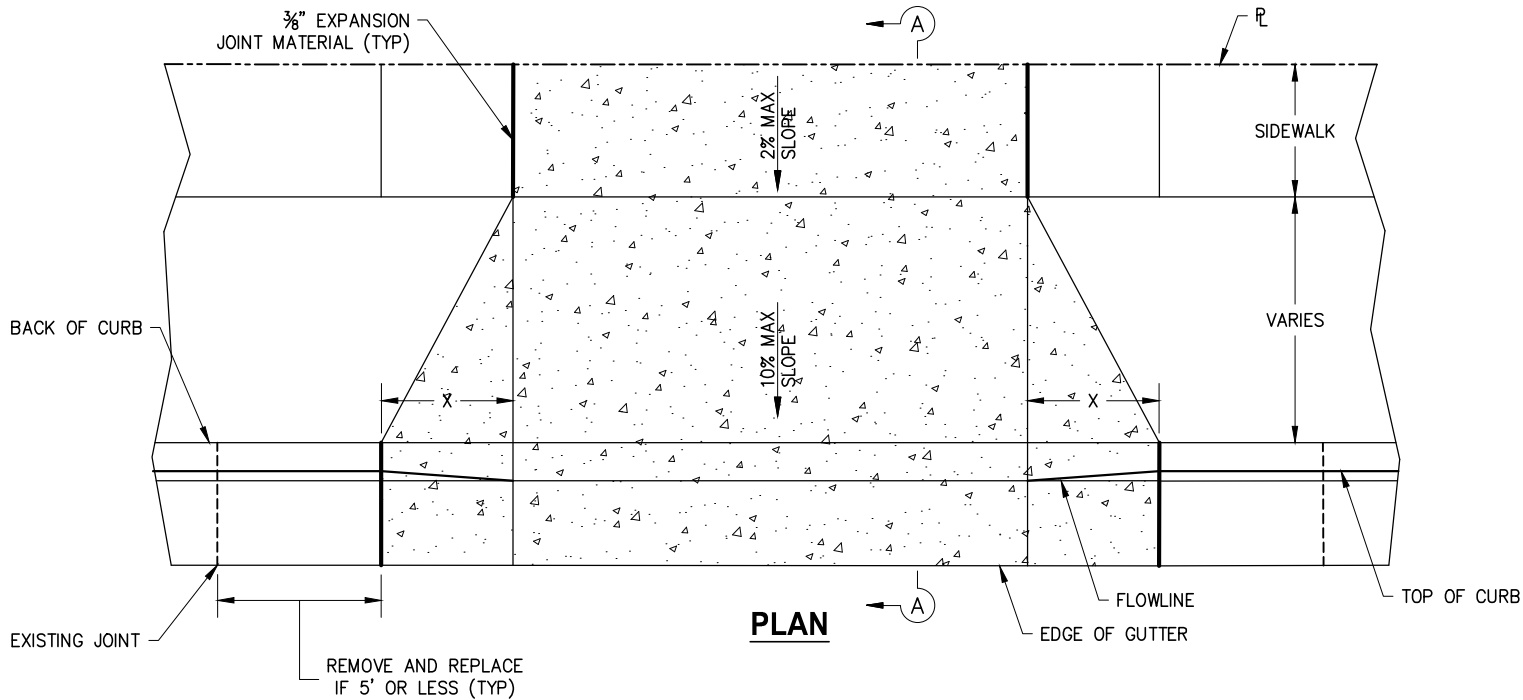 ⅜" EXPANSION
JOINT MATERIAL (TYP)
A
℄
2% MAX
SLOPE
SIDEWALK
BACK OF CURB
10% MAX
SLOPE
VARIES
X
X
EXISTING JOINT
REMOVE AND REPLACE
IF 5' OR LESS (TYP)
PLAN
A
FLOWLINE
EDGE OF GUTTER
TOP OF CURB